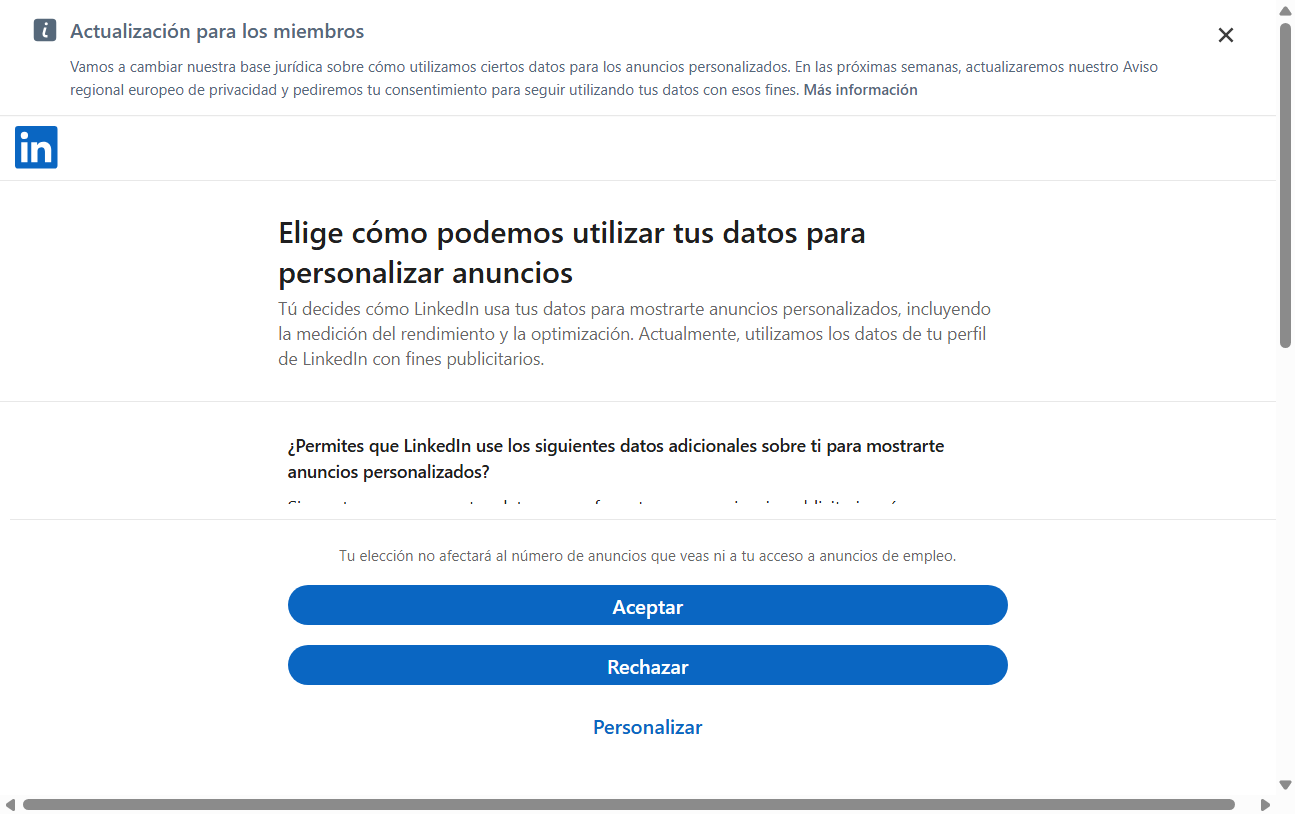 Actualización para los miembros
Vamos a cambiar nuestra base jurídica sobre cómo utilizamos ciertos datos para los anuncios personalizados. En las próximas semanas, actualizaremos nuestro Aviso
regional europeo de privacidad y pediremos tu consentimiento para seguir utilizando tus datos con esos fines. Más información
in
Elige cómo podemos utilizar tus datos para
personalizar anuncios
Tú decides cómo LinkedIn usa tus datos para mostrarte anuncios personalizados, incluyendo
la medición del rendimiento y la optimización. Actualmente, utilizamos los datos de tu perfil
de LinkedIn con fines publicitarios.
¿Permites que LinkedIn use los siguientes datos adicionales sobre ti para mostrarte
anuncios personalizados?
Tu elección no afectará al número de anuncios que veas ni a tu acceso a anuncios de empleo.
Aceptar
Rechazar
Personalizar